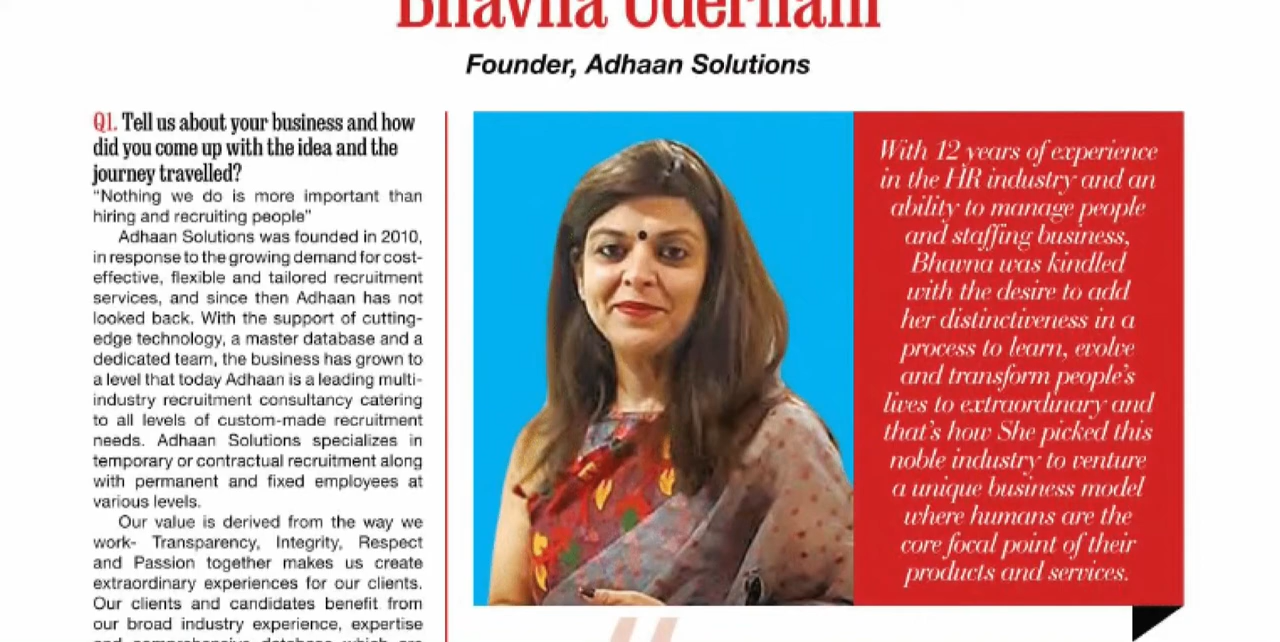 Bhavna Udernani
Founder, Adhaan Solutions
Q1. Tell us about your business and how
did you come up with the idea and the
journey travelled?
“Nothing we do is more important than
hiring and recruiting people”
Adhaan Solutions was founded in 2010,
in response to the growing demand for cost-
effective, flexible and tailored recruitment
services, and since then Adhaan has not
looked back. With the support of cutting-
edge technology, a master database and a
dedicated team, the business has grown to
a level that today Adhaan is a leading multi-
industry recruitment consultancy catering
to all levels of custom-made recruitment
needs. Adhaan Solutions specializes in
temporary or contractual recruitment along
with permanent and fixed employees at
various levels.
Our value is derived from the way we
work- Transparency, Integrity, Respect
and Passion together makes us create
extraordinary experiences for our clients.
Our clients and candidates benefit from
our broad industry experience, expertise
and comprehensive database which are
With 12 years of experience
in the HR industry and an
ability to manage people
and staffing business,
Bhavna was kindled
with the desire to add
her distinctiveness in a
process to learn, evolve
and transform people’s
lives to extraordinary and
that’s how She picked this
noble industry to venture
a unique business model
where humans are the
core focal point of their
products and services.